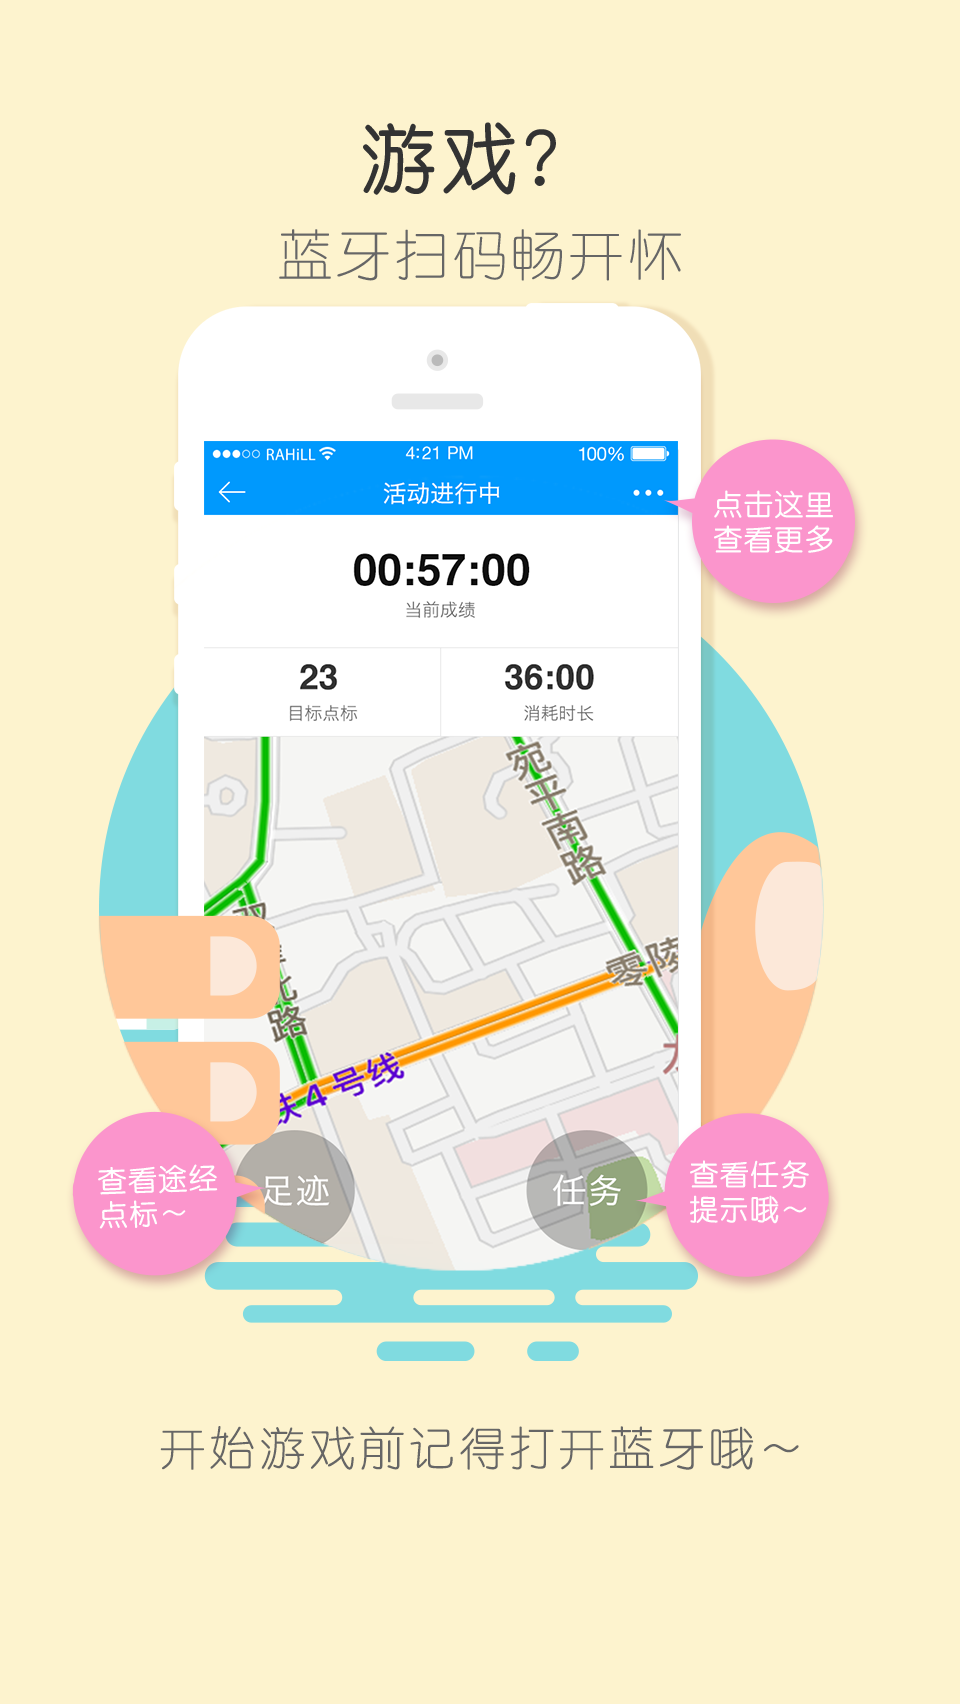 游戏?
蓝牙扫码畅开怀
RAHiLL
4:21 PM
100%
活动进行中
点击这里
查看更多
00:57:00
当前成绩
23
目标点标
36:00
消耗时长
宛平南路
零陵
北路
4号线
查看途经
点标～
足迹
任务
查看任务
提示哦～
开始游戏前记得打开蓝牙哦～